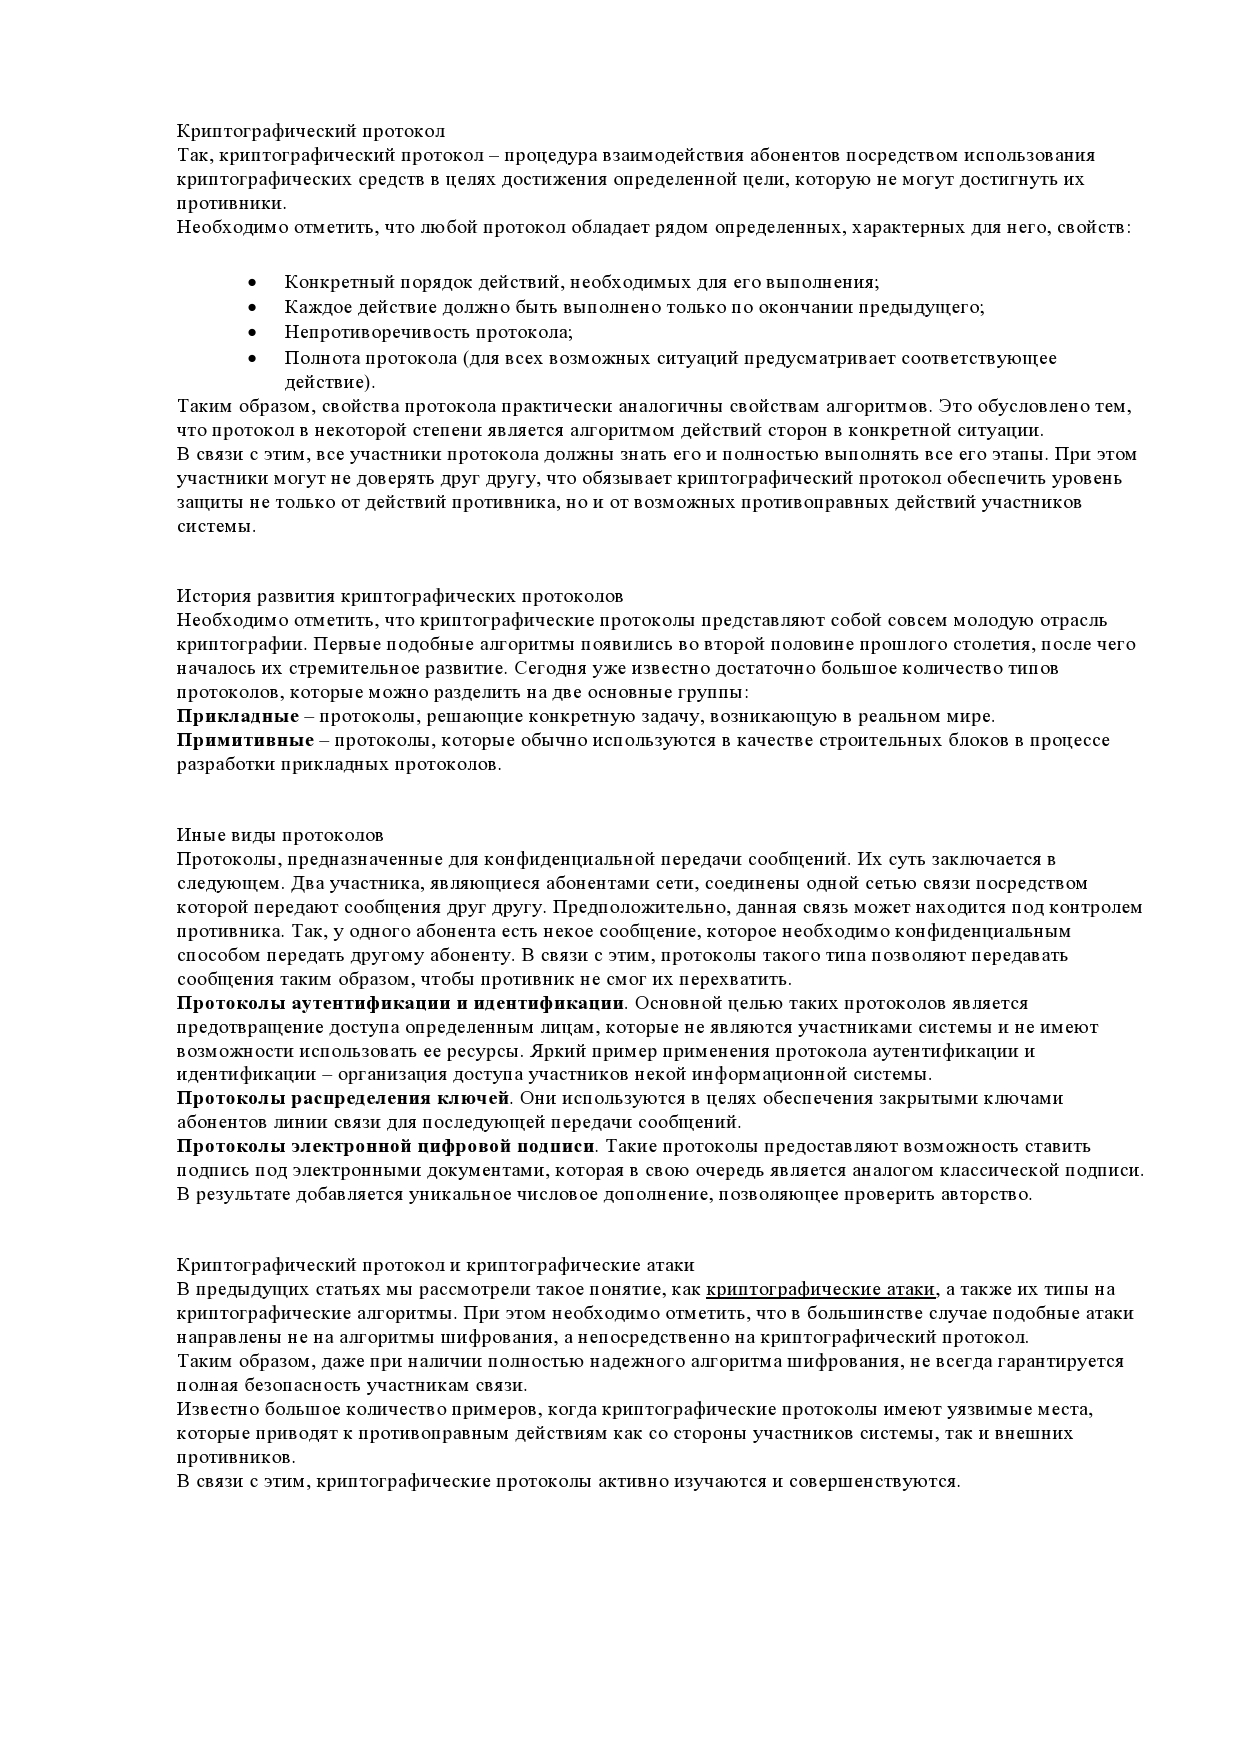 Криптографический протокол
Так, криптографический протокол – процедура взаимодействия абонентов посредством использования
криптографических средств в целях достижения определенной цели, которую не могут достигнуть их
противники.
Необходимо отметить, что любой протокол обладает рядом определенных, характерных для него, свойств:
• Конкретный порядок действий, необходимых для его выполнения;
• Каждое действие должно быть выполнено только по окончании предыдущего;
• Непротиворечивость протокола;
• Полнота протокола (для всех возможных ситуаций предусматривает соответствующее
действие).
Таким образом, свойства протокола практически аналогичны свойствам алгоритмов. Это обусловлено тем,
что протокол в некоторой степени является алгоритмом действий сторон в конкретной ситуации.
В связи с этим, все участники протокола должны знать его и полностью выполнять все его этапы. При этом
участники могут не доверять друг другу, что обязывает криптографический протокол обеспечить уровень
защиты не только от действий противника, но и от возможных противоправных действий участников
системы.
История развития криптографических протоколов
Необходимо отметить, что криптографические протоколы представляют собой совсем молодую отрасль
криптографии. Первые подобные алгоритмы появились во второй половине прошлого столетия, после чего
началось их стремительное развитие. Сегодня уже известно достаточно большое количество типов
протоколов, которые можно разделить на две основные группы:
Прикладные – протоколы, решающие конкретную задачу, возникающую в реальном мире.
Примитивные – протоколы, которые обычно используются в качестве строительных блоков в процессе
разработки прикладных протоколов.
Иные виды протоколов
Протоколы, предназначенные для конфиденциальной передачи сообщений. Их суть заключается в
следующем. Два участника, являющиеся абонентами сети, соединены одной сетью связи посредством
которой передают сообщения друг другу. Предположительно, данная связь может находится под контролем
противника. Так, у одного абонента есть некое сообщение, которое необходимо конфиденциальным
способом передать другому абоненту. В связи с этим, протоколы такого типа позволяют передавать
сообщения таким образом, чтобы противник не смог их перехватить.
Протоколы аутентификации и идентификации. Основной целью таких протоколов является
предотвращение доступа определенным лицам, которые не являются участниками системы и не имеют
возможности использовать ее ресурсы. Яркий пример применения протокола аутентификации и
идентификации – организация доступа участников некой информационной системы.
Протоколы распределения ключей. Они используются в целях обеспечения закрытыми ключами
абонентов линии связи для последующей передачи сообщений.
Протоколы электронной цифровой подписи. Такие протоколы предоставляют возможность ставить
подпись под электронными документами, которая в свою очередь является аналогом классической подписи.
В результате добавляется уникальное числовое дополнение, позволяющее проверить авторство.
Криптографический протокол и криптографические атаки
В предыдущих статьях мы рассмотрели такое понятие, как криптографические атаки, а также их типы на
криптографические алгоритмы. При этом необходимо отметить, что в большинстве случае подобные атаки
направлены не на алгоритмы шифрования, а непосредственно на криптографический протокол.
Таким образом, даже при наличии полностью надежного алгоритма шифрования, не всегда гарантируется
полная безопасность участникам связи.
Известно большое количество примеров, когда криптографические протоколы имеют уязвимые места,
которые приводят к противоправным действиям как со стороны участников системы, так и внешних
противников.
В связи с этим, криптографические протоколы активно изучаются и совершенствуются.